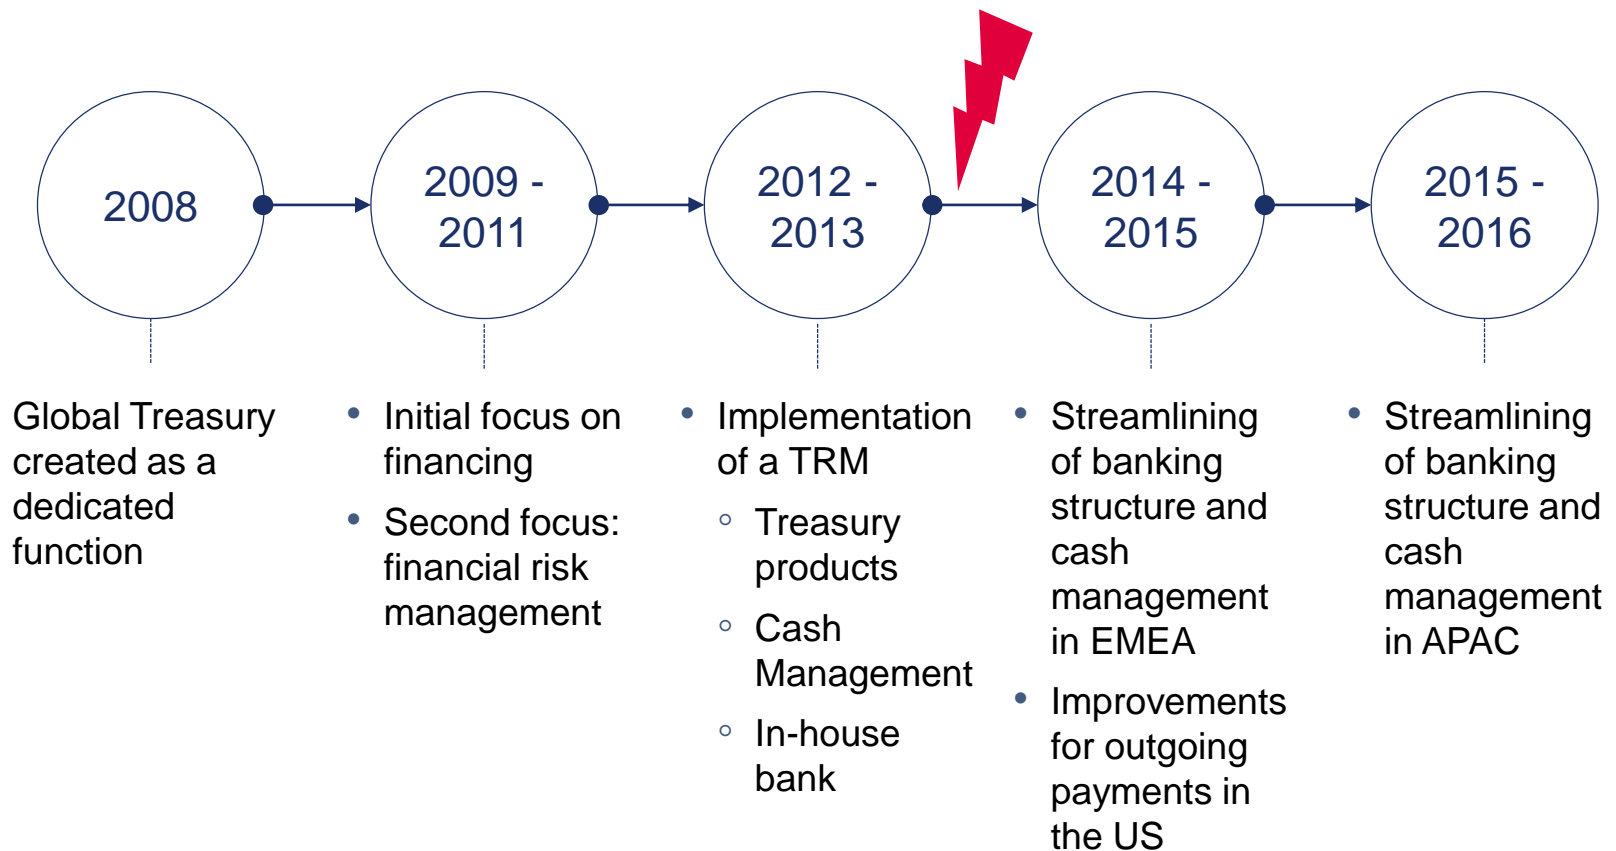 2008
2009 -
2011
2012 -
2013
2014 -
2015
2015 -
2016
Global Treasury
created as a
dedicated
function
• Initial focus on
financing
• Second focus:
financial risk
management
• Implementation
of a TRM
○ Treasury
products
○ Cash
Management
○ In-house
bank
• Streamlining
of banking
structure and
cash
management
in EMEA
• Improvements
for outgoing
payments in
the US
• Streamlining
of banking
structure and
cash
management
in APAC